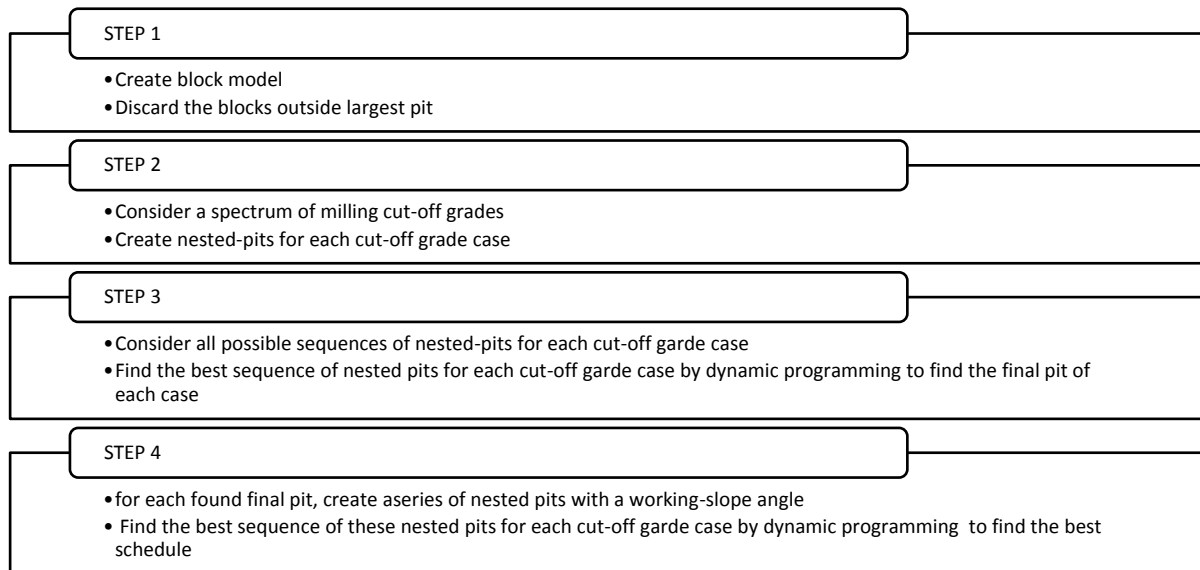 STEP 1
•Create block model
•Discard the blocks outside largest pit
STEP 2
•Consider a spectrum of milling cut-off grades
•Create nested-pits for each cut-off grade case
STEP 3
•Consider all possible sequences of nested-pits for each cut-off garde case
•Find the best sequence of nested pits for each cut-off garde case by dynamic programming to find the final pit of
each case
STEP 4
•for each found final pit, create aseries of nested pits with a working-slope angle
• Find the best sequence of these nested pits for each cut-off garde case by dynamic programming to find the best
schedule